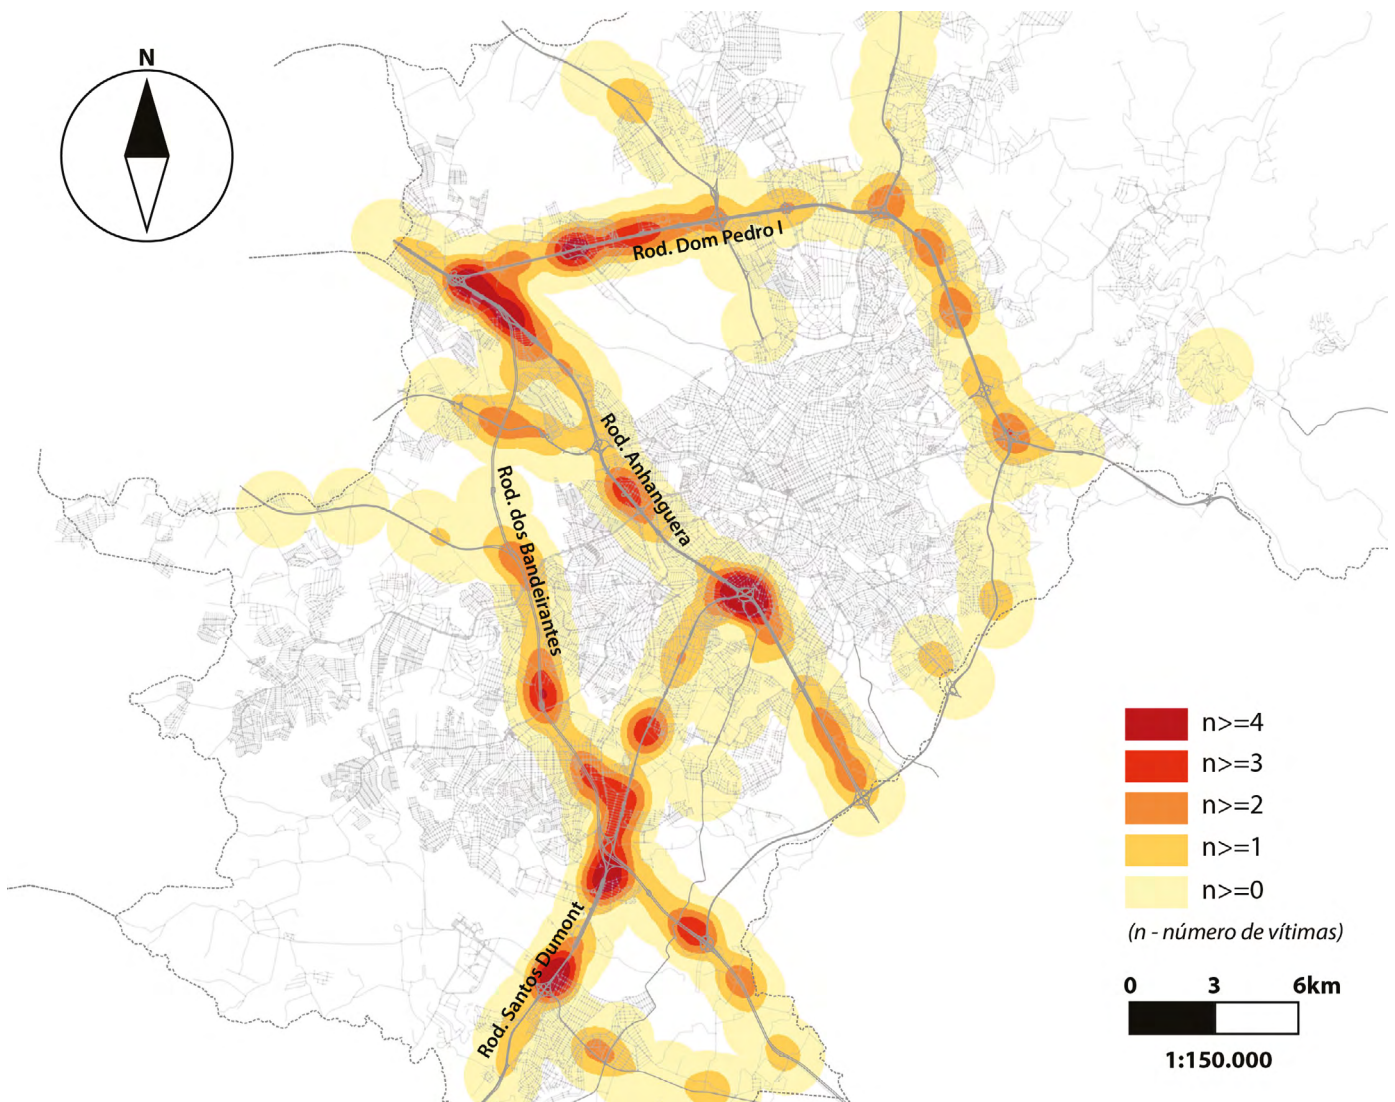 N
Rod. Dom Pedro I
Rod. Anhanguera
Rod. dos Bandeirantes
Rod. Santos Dumont
n>=4
n>=3
n>=2
n>=1
n>=0
(n - número de vítimas)
0 3 6km
1:150.000